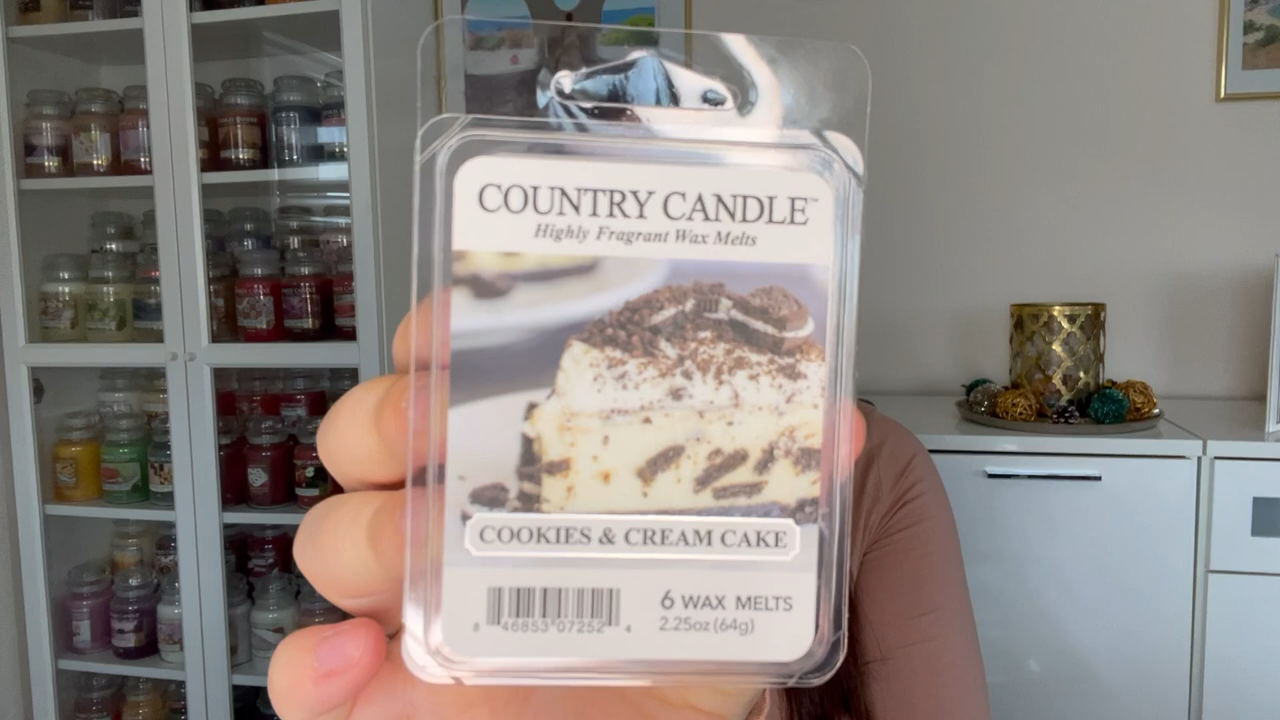 COUNTRY CANDLE™
Highly Fragrant Wax Melts
COOKIES & CREAM CAKE
8 46853 07252 4
6 WAX MELTS
2.25oz (64g)